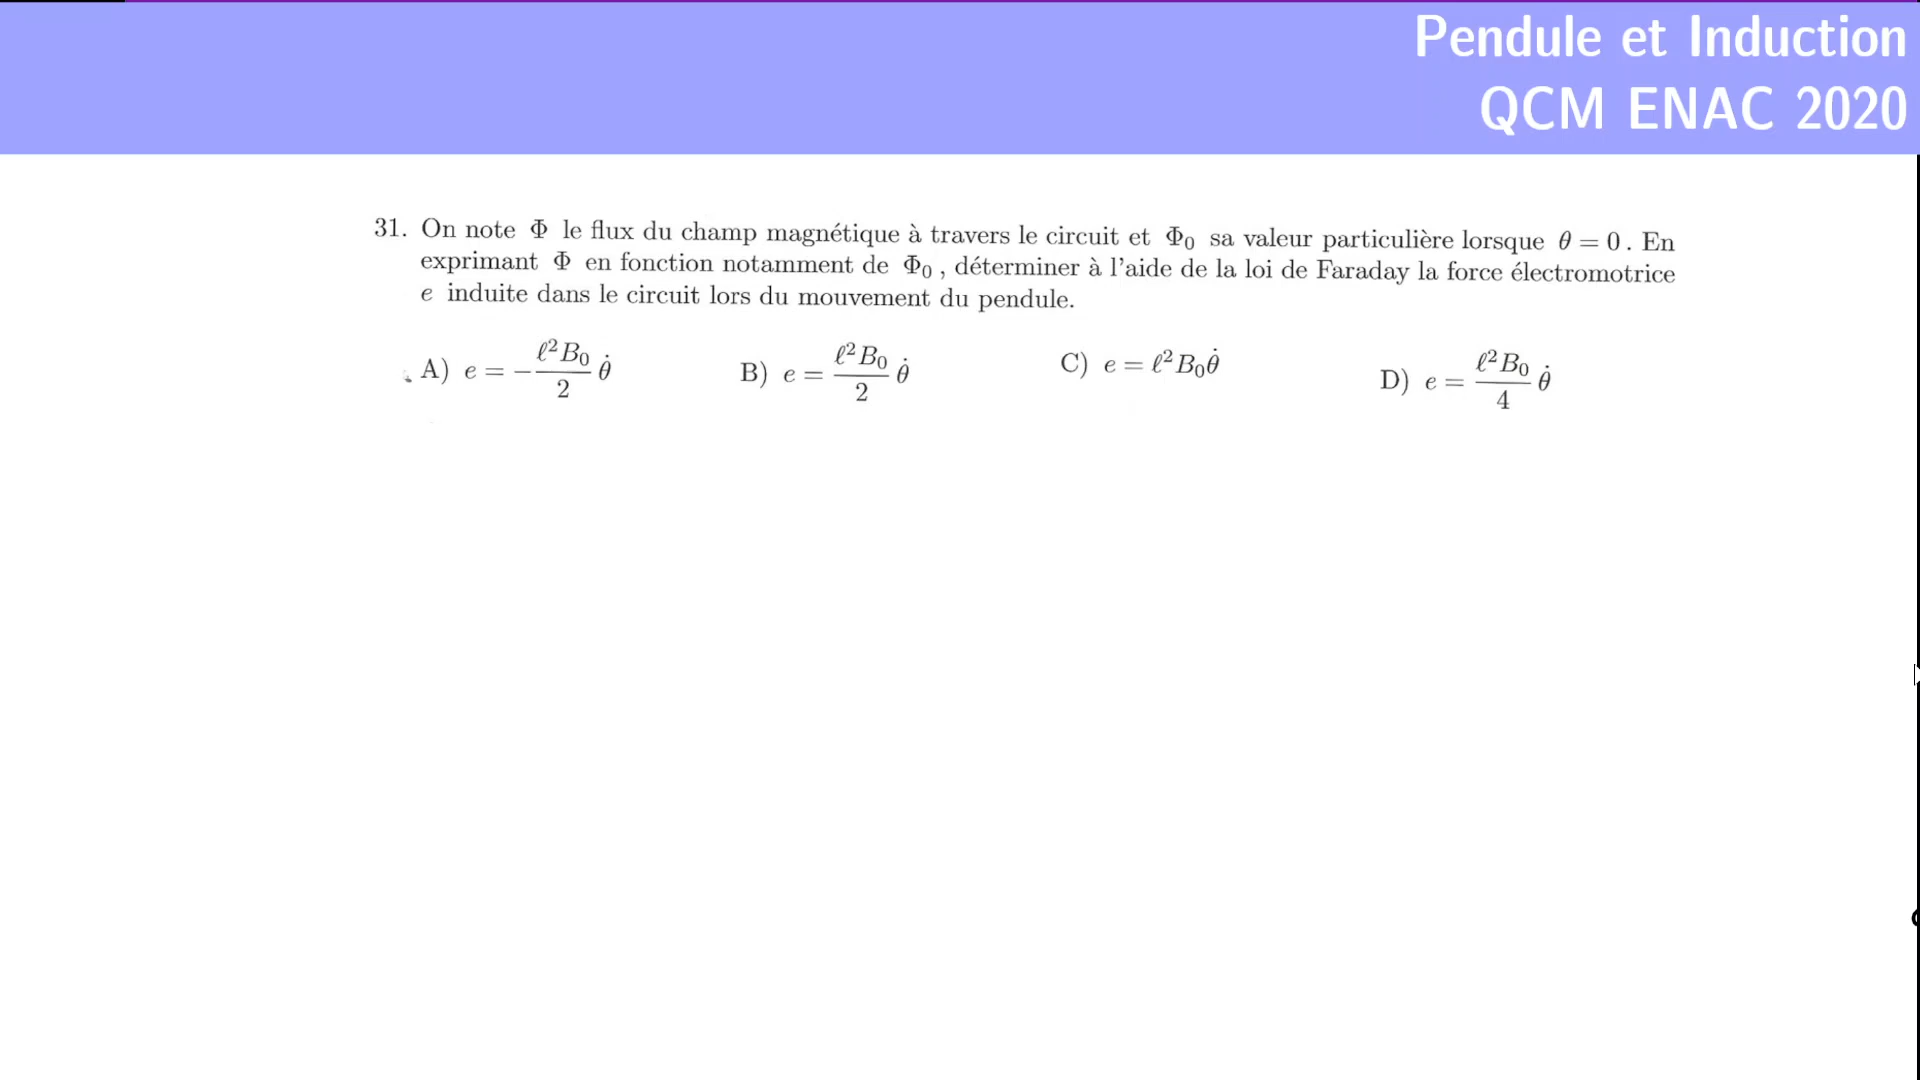 Pendule et Induction
QCM ENAC 2020
31. On note Φ le flux du champ magnétique à travers le circuit et Φ₀ sa valeur particulière lorsque θ = 0. En
exprimant Φ en fonction notamment de Φ₀, déterminer à l'aide de la loi de Faraday la force électromotrice
e induite dans le circuit lors du mouvement du pendule.
A) e = −ℓ²B₀/2 θ̇ B) e = ℓ²B₀/2 θ̇ C) e = ℓ²B₀θ̇ D) e = ℓ²B₀/4 θ̇